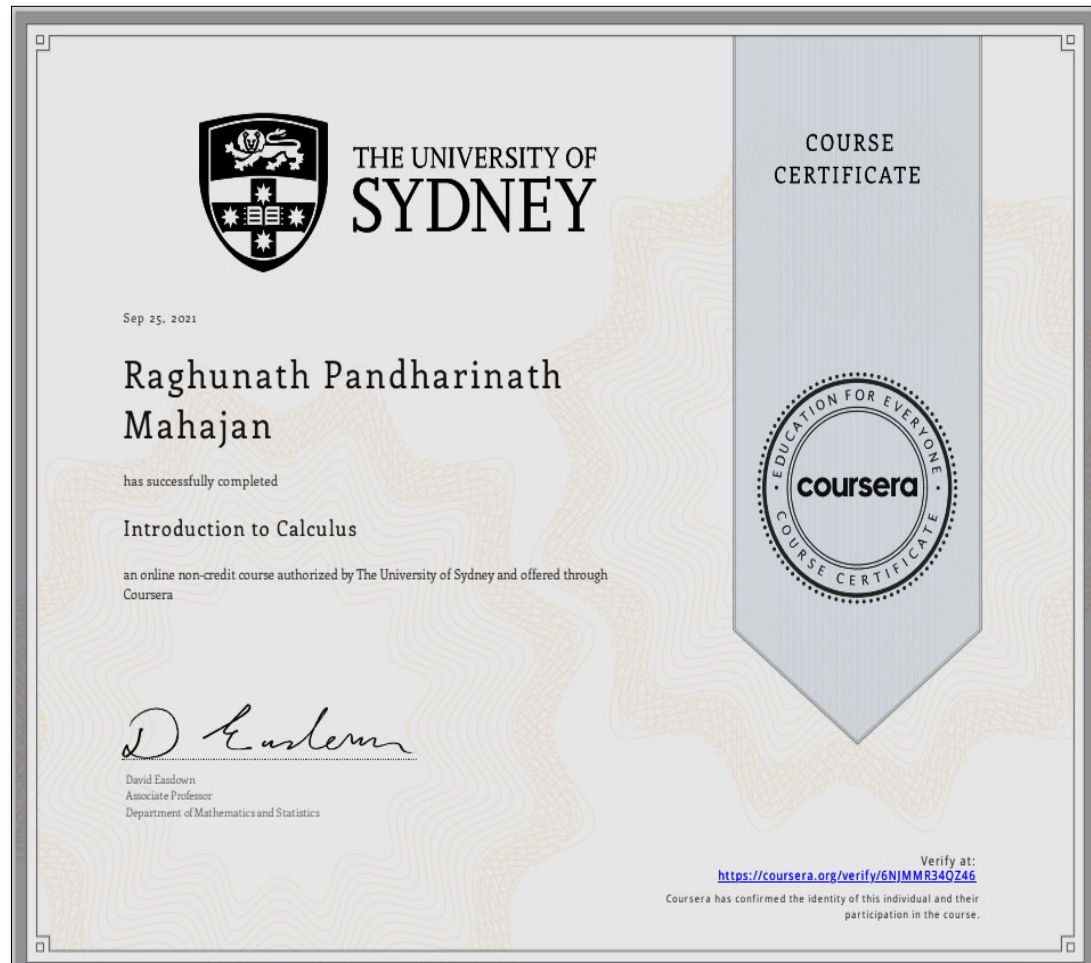 THE UNIVERSITY OF
SYDNEY
COURSE
CERTIFICATE
Sep 25, 2021
Raghunath Pandharinath
Mahajan
has successfully completed
Introduction to Calculus
an online non-credit course authorized by The University of Sydney and offered through
Coursera
EDUCATION FOR EVERYONE
coursera
COURSE CERTIFICATE
D Easdown
David Easdown
Associate Professor
Department of Mathematics and Statistics
Verify at:
https://coursera.org/verify/6NJMMR34QZ46
Coursera has confirmed the identity of this individual and their
participation in the course.